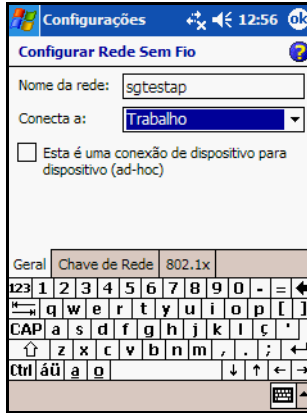 Configurações 12:56 ok
Configurar Rede Sem Fio ?
Nome da rede: sgtestap
Conecta a: Trabalho
Esta é uma conexão de dispositivo para
dispositivo (ad-hoc)
Geral Chave de Rede 802.1x
123 1 2 3 4 5 6 7 8 9 0 - =
q w e r t y u i o p [ ]
CAP a s d f g h j k l ç '
z x c v b n m , . ;
Ctrl áü a o